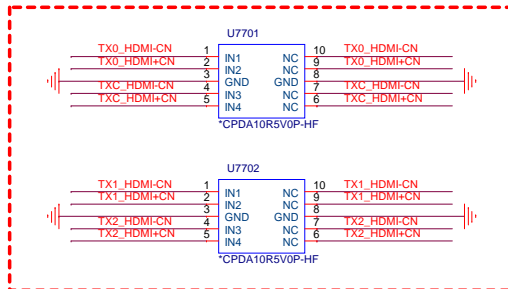 U7701
TX0_HDMI-CN 1 IN1 NC 10 TX0_HDMI-CN
TX0_HDMI+CN 2 IN2 NC 9 TX0_HDMI+CN
3 GND GND 8
TXC_HDMI-CN 4 IN3 NC 7 TXC_HDMI-CN
TXC_HDMI+CN 5 IN4 NC 6 TXC_HDMI+CN
*CPDA10R5V0P-HF
U7702
TX1_HDMI-CN 1 IN1 NC 10 TX1_HDMI-CN
TX1_HDMI+CN 2 IN2 NC 9 TX1_HDMI+CN
3 GND GND 8
TX2_HDMI-CN 4 IN3 NC 7 TX2_HDMI-CN
TX2_HDMI+CN 5 IN4 NC 6 TX2_HDMI+CN
*CPDA10R5V0P-HF